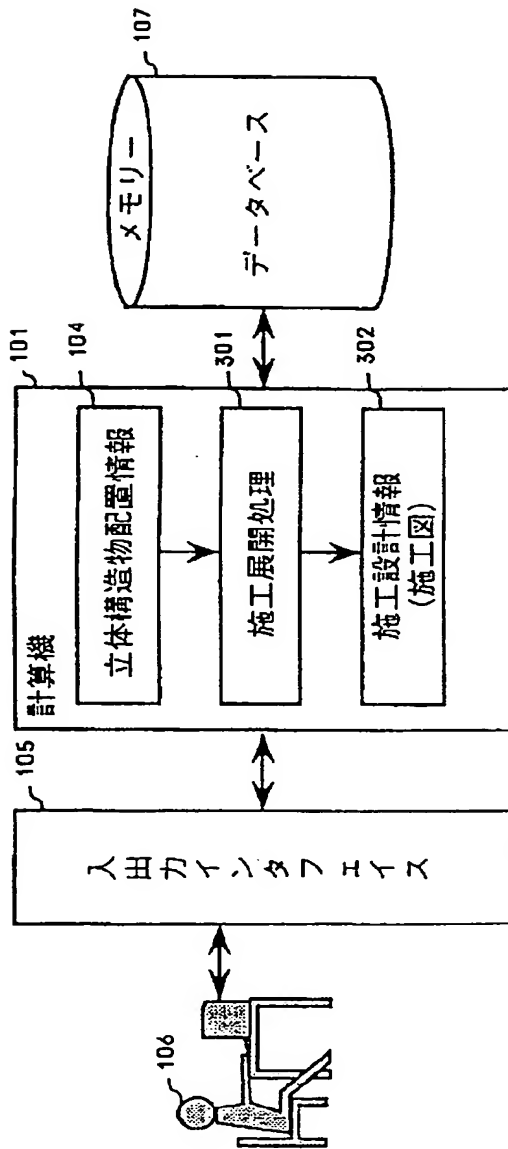 106
105
入出力インタフェイス
101
計算機
104
立体構造物配置情報
301
施工展開処理
302
施工設計情報
(施工図)
107
メモリー
データベース